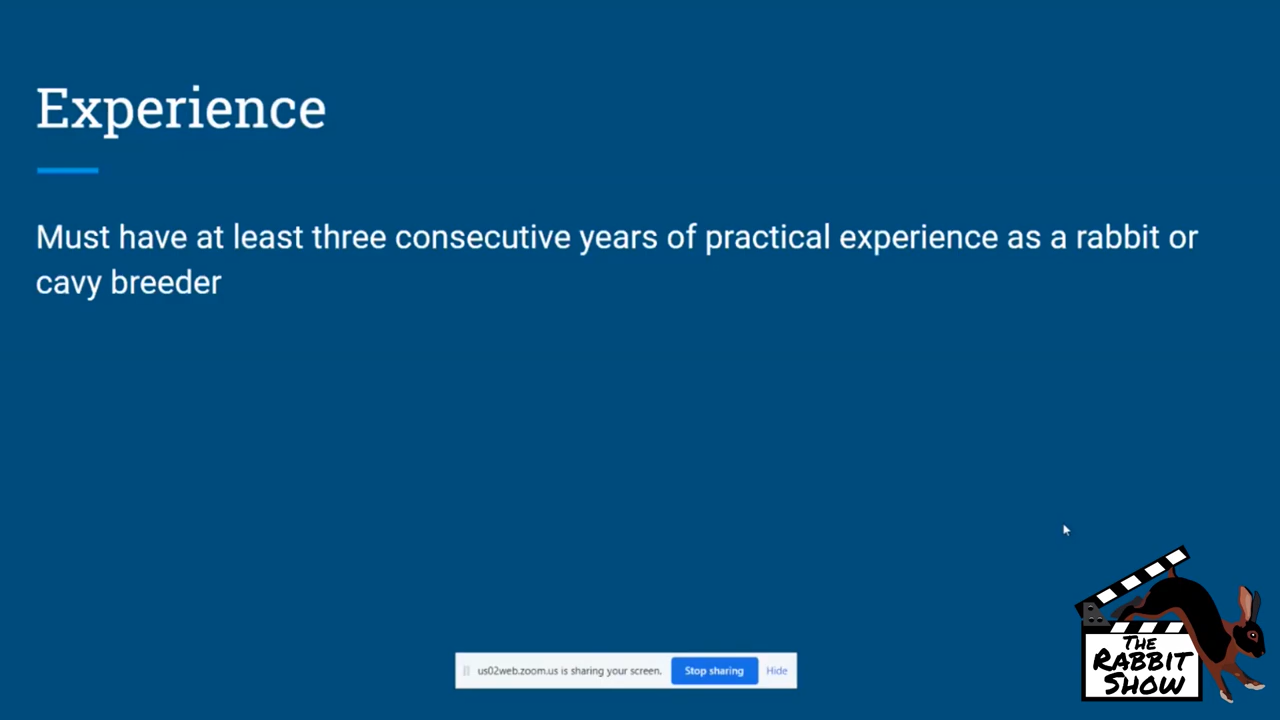 Experience
Must have at least three consecutive years of practical experience as a rabbit or
cavy breeder
us02web.zoom.us is sharing your screen. Stop sharing Hide
THE
RABBIT
SHOW